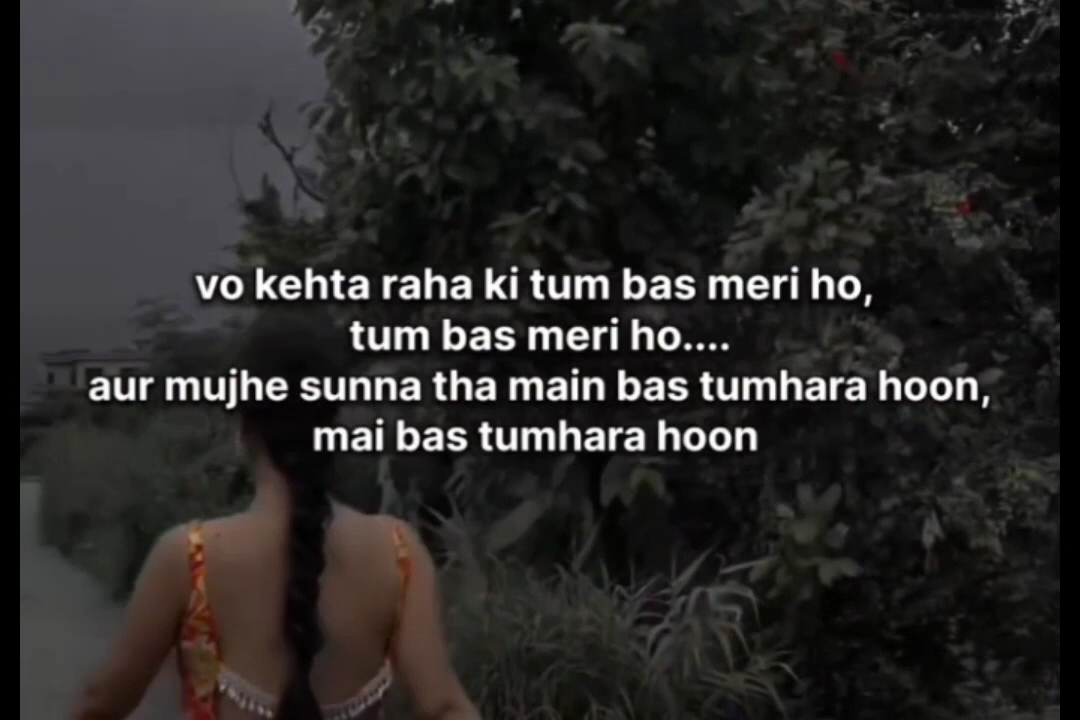 vo kehta raha ki tum bas meri ho,
tum bas meri ho....
aur mujhe sunna tha main bas tumhara hoon,
mai bas tumhara hoon